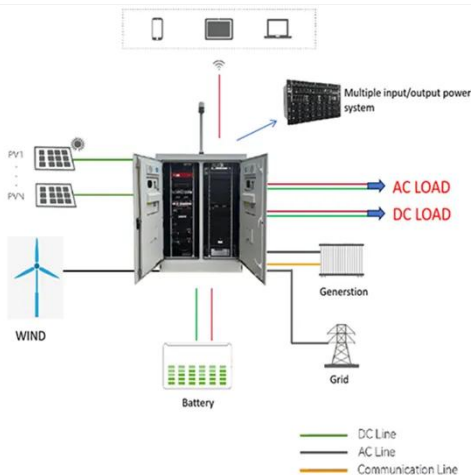 Multiple input/output power
system
PV1
PVN
AC LOAD
DC LOAD
WIND
Generstion
Grid
Battery
DC Line
AC Line
Communication Line